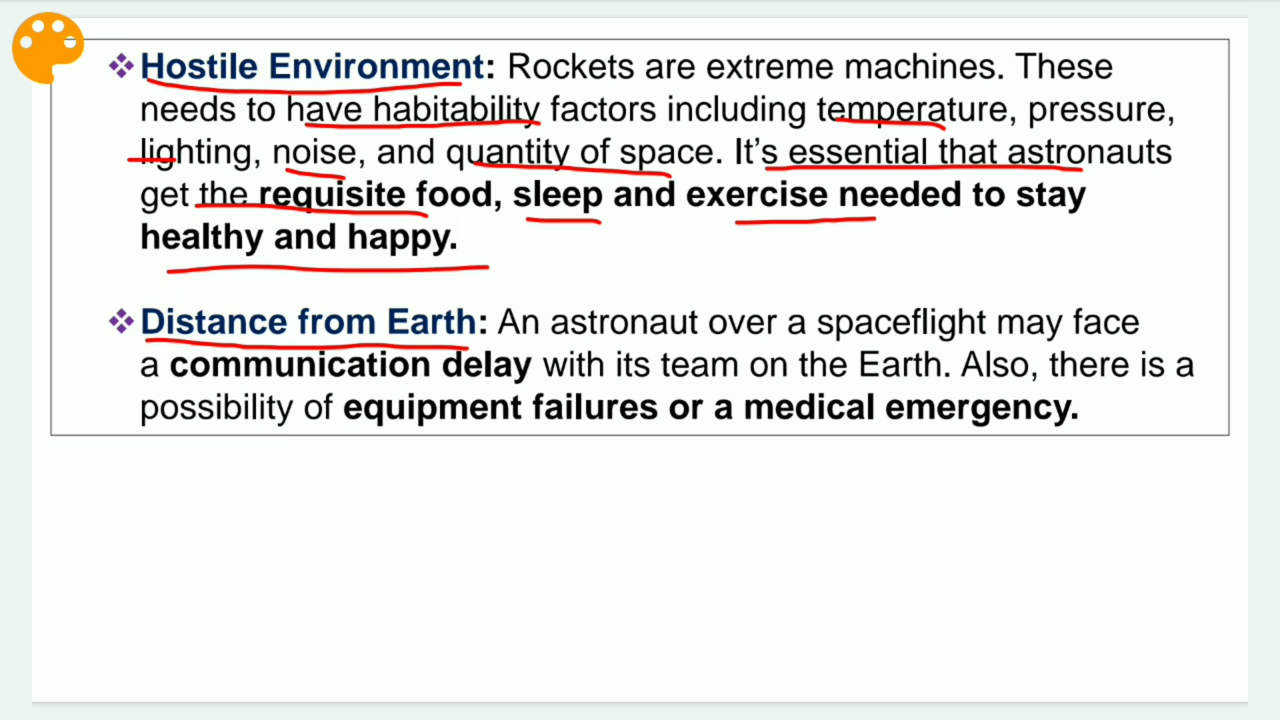 ❖ Hostile Environment: Rockets are extreme machines. These
needs to have habitability factors including temperature, pressure,
lighting, noise, and quantity of space. It’s essential that astronauts
get the requisite food, sleep and exercise needed to stay
healthy and happy.
❖ Distance from Earth: An astronaut over a spaceflight may face
a communication delay with its team on the Earth. Also, there is a
possibility of equipment failures or a medical emergency.